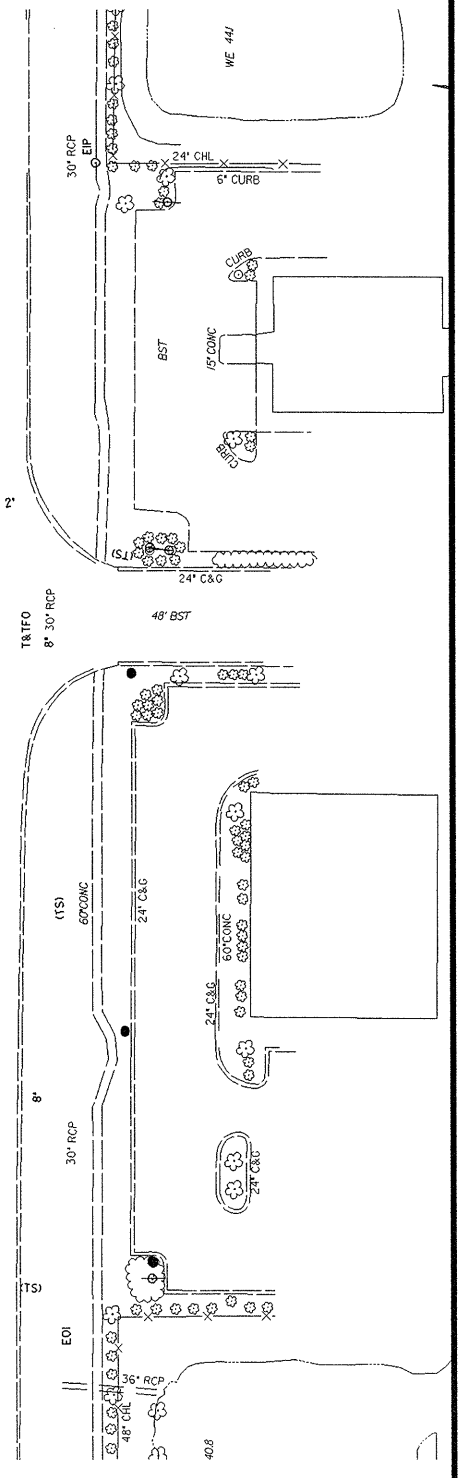 WE 44.1
30" RCP
EIP
24" CHL
6" CURB
CURB
BST
15' CONC
CURB
2"
(TS)
24" C&G
T&TFO
8" 30" RCP
48' BST
(TS)
60"CONC
24" C&G
60"CONC
24" C&G
8"
30" RCP
24" C&G
(TS)
EOI
36" RCP
48" CHL
40.8